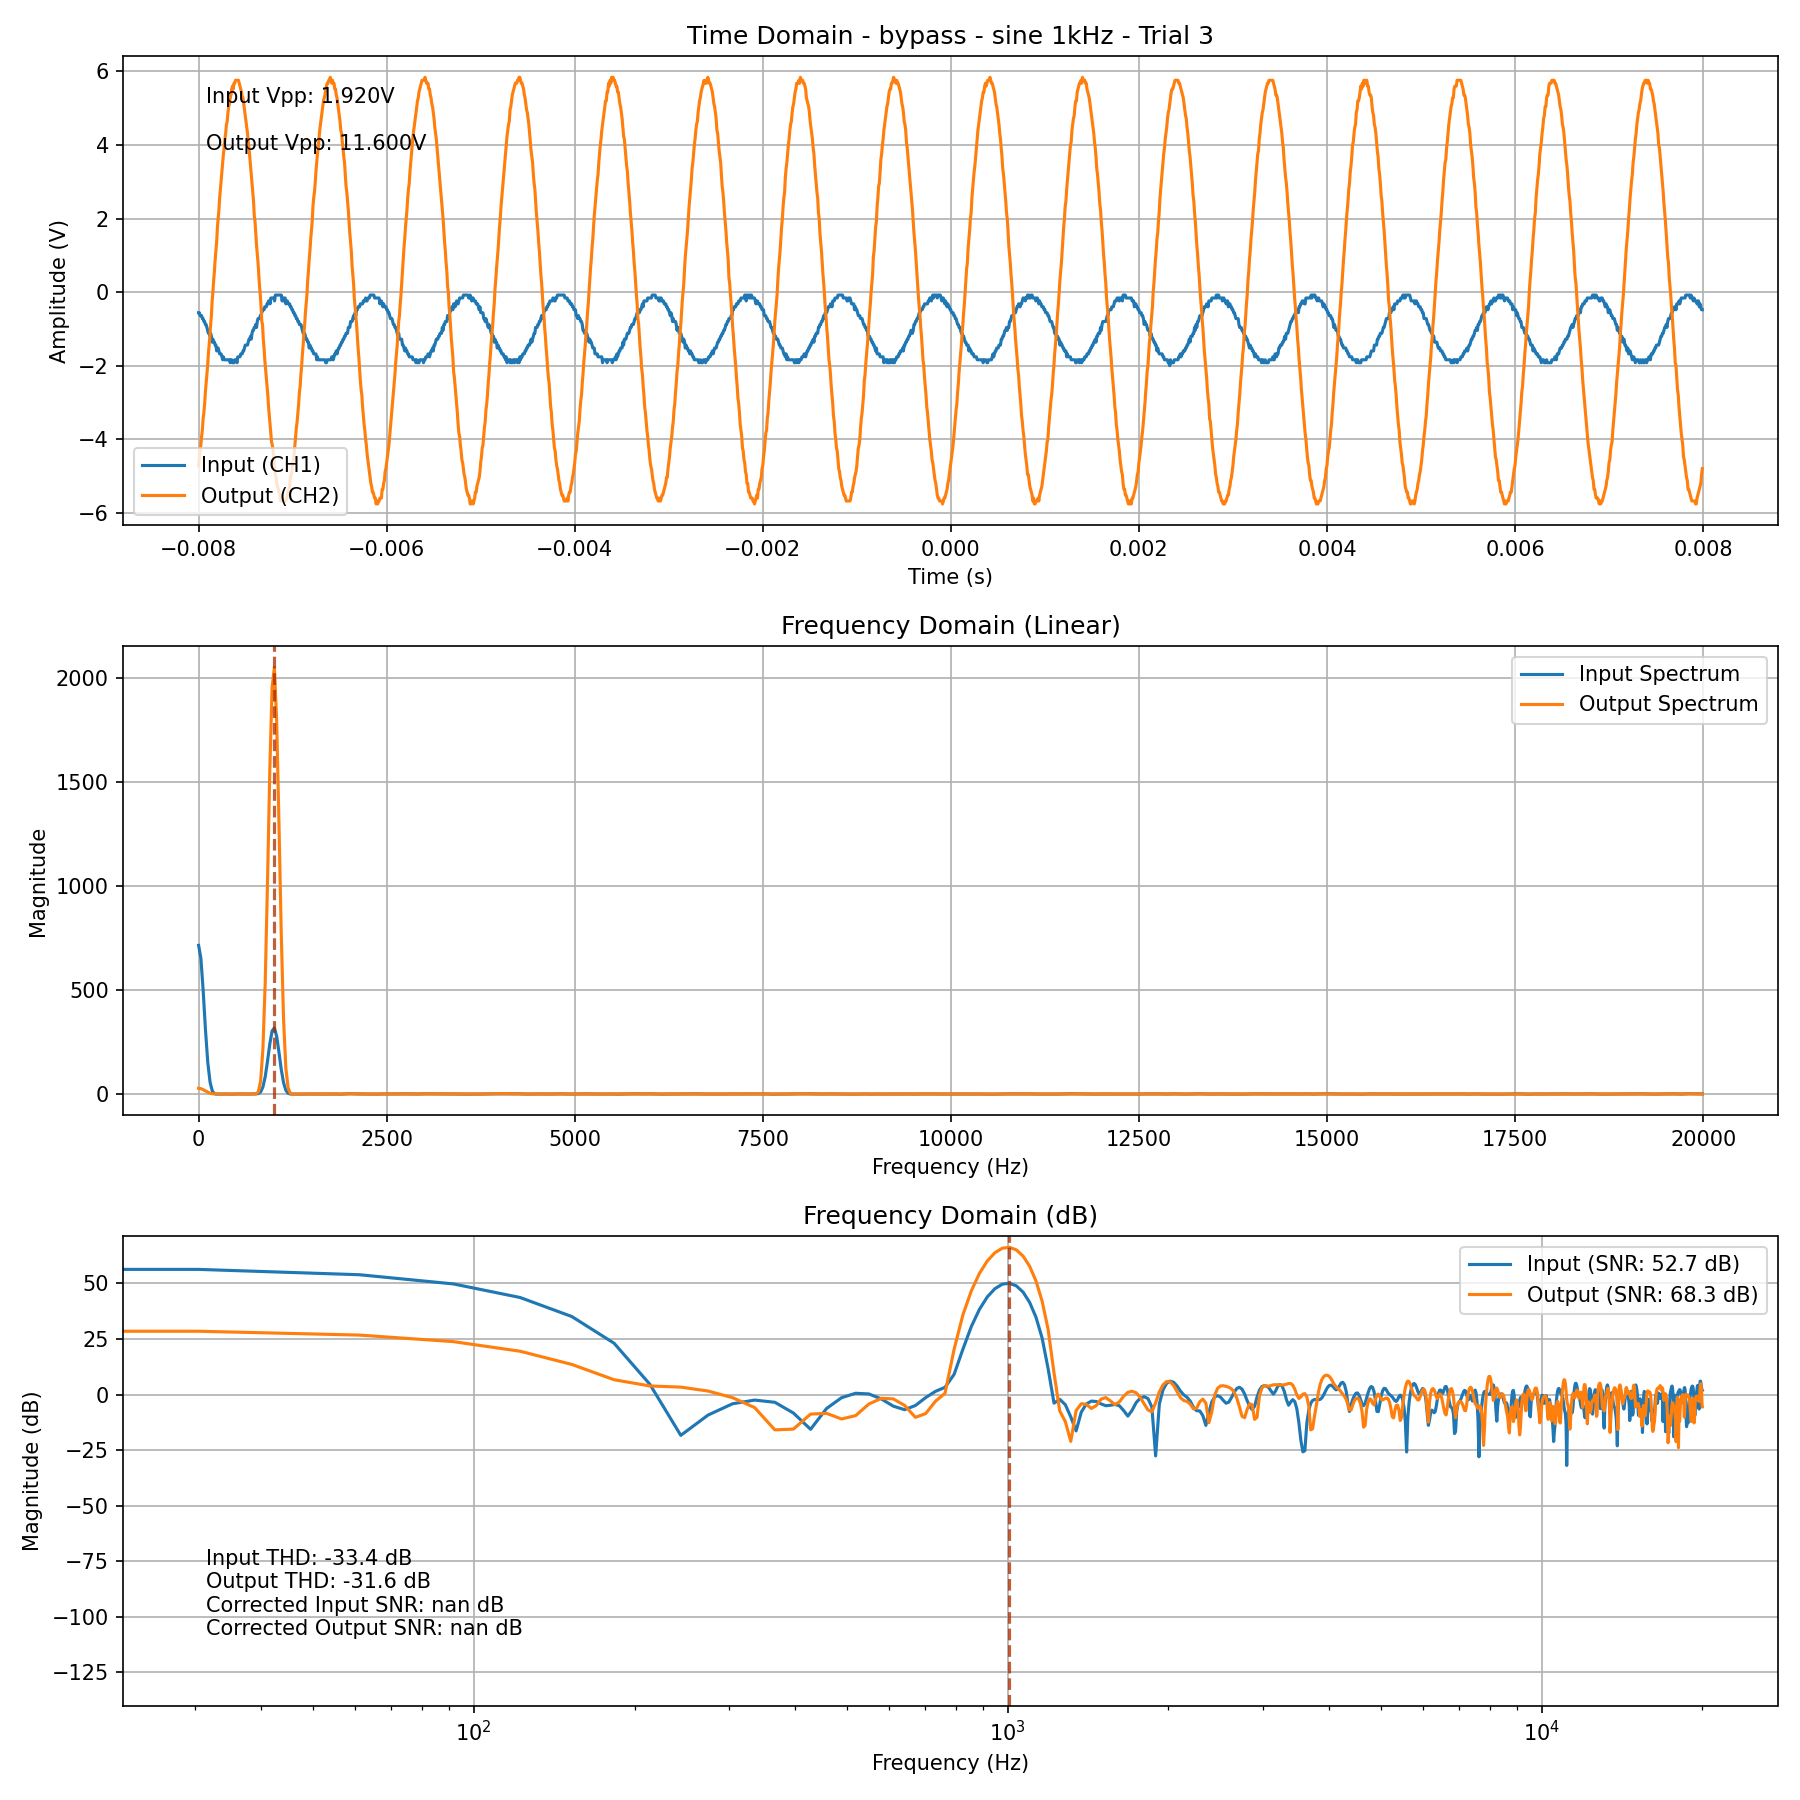 Time Domain - bypass - sine 1kHz - Trial 3
Amplitude (V)
6
4
2
0
−2
−4
−6
Input Vpp: 1.920V
Output Vpp: 11.600V
Input (CH1)
Output (CH2)
−0.008 −0.006 −0.004 −0.002 0.000 0.002 0.004 0.006 0.008
Time (s)
Frequency Domain (Linear)
Magnitude
2000
1500
1000
500
0
Input Spectrum
Output Spectrum
0 2500 5000 7500 10000 12500 15000 17500 20000
Frequency (Hz)
Frequency Domain (dB)
Magnitude (dB)
50
25
0
−25
−50
−75
−100
−125
Input (SNR: 52.7 dB)
Output (SNR: 68.3 dB)
Input THD: -33.4 dB
Output THD: -31.6 dB
Corrected Input SNR: nan dB
Corrected Output SNR: nan dB
10² 10³ 10⁴
Frequency (Hz)